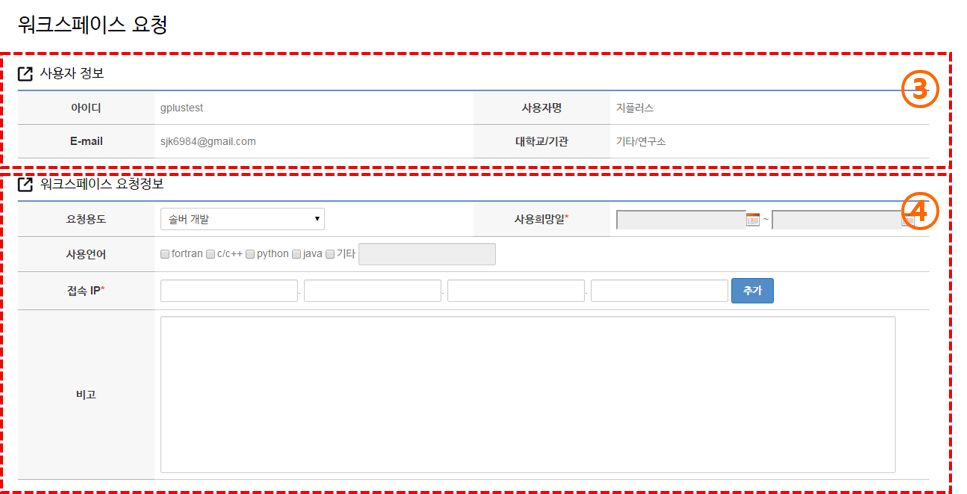 워크스페이스 요청
사용자 정보
③
아이디 gplustest 사용자명 지플러스
E-mail sjk6984@gmail.com 대학교/기관 기타/연구소
워크스페이스 요청정보
④
요청용도 솔버 개발 사용희망일* ~
사용언어 fortran c/c++ python java 기타
접속 IP* . . . 추가
비고